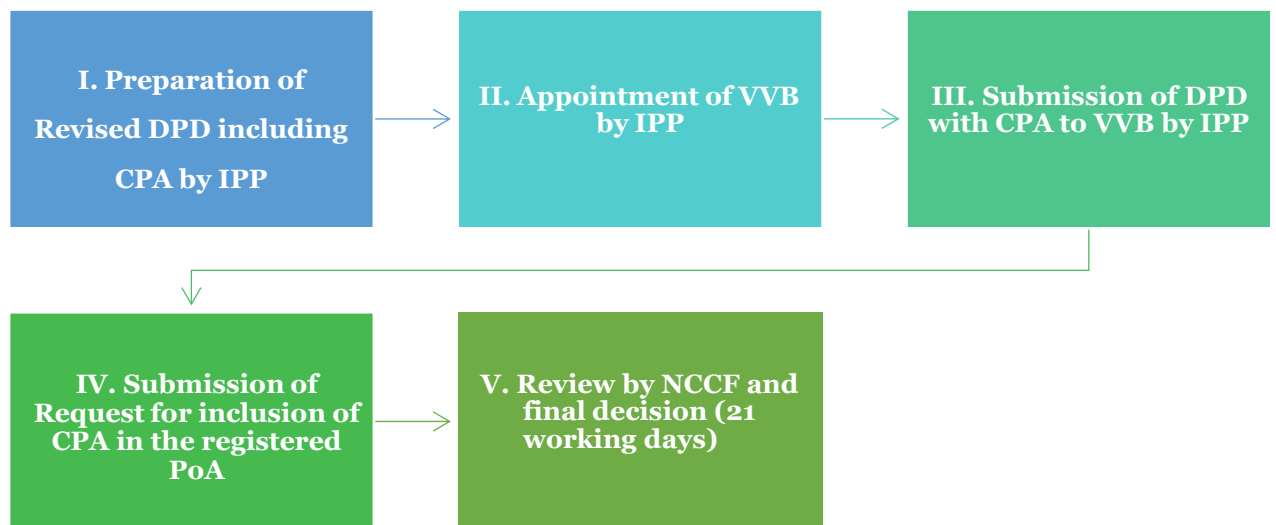 I. Preparation of
Revised DPD including
CPA by IPP
II. Appointment of VVB
by IPP
III. Submission of DPD
with CPA to VVB by IPP
IV. Submission of
Request for inclusion of
CPA in the registered
PoA
V. Review by NCCF and
final decision (21
working days)